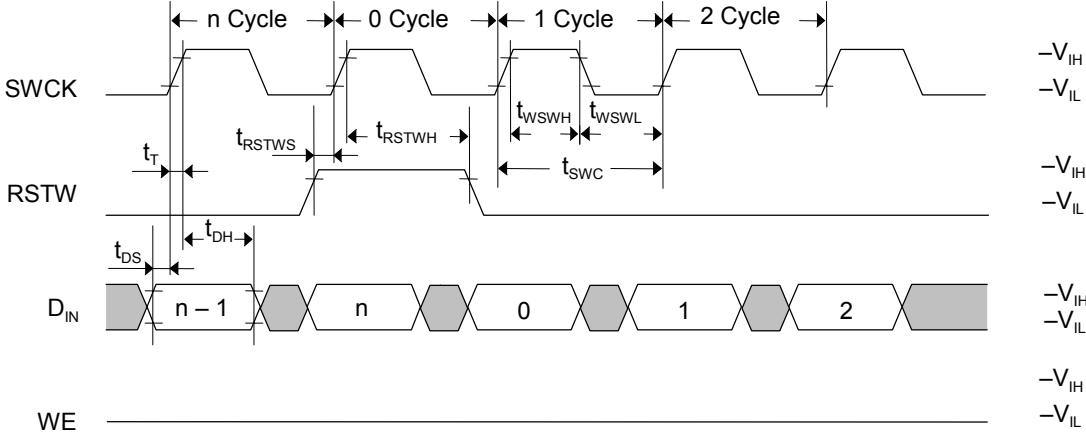 n Cycle 0 Cycle 1 Cycle 2 Cycle
SWCK –VIH
–VIL
tWSWH tWSWL
tRSTWS tRSTWH
tT tSWC
RSTW –VIH
–VIL
tDS tDH
DIN n – 1 n 0 1 2 –VIH
–VIL
WE –VIH
–VIL